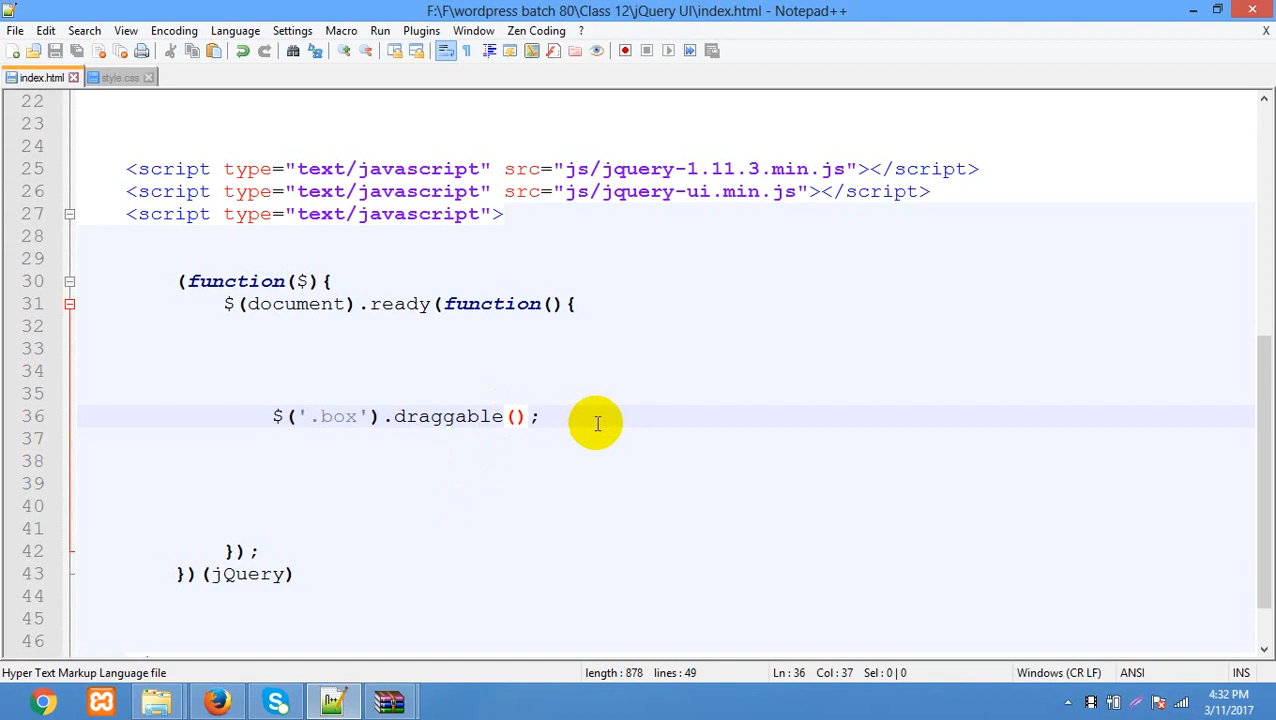 F:\F\wordpress batch 80\Class 12\jQuery UI\index.html - Notepad++
File Edit Search View Encoding Language Settings Macro Run Plugins Window Zen Coding ? X
index.html style.css
22
23
24
25 <script type="text/javascript" src="js/jquery-1.11.3.min.js"></script>
26 <script type="text/javascript" src="js/jquery-ui.min.js"></script>
27 <script type="text/javascript">
28
29
30 (function($){
31 $(document).ready(function(){
32
33
34
35
36 $('.box').draggable();
37
38
39
40
41
42 });
43 })(jQuery)
44
45
46
Hyper Text Markup Language file length : 878 lines : 49 Ln : 36 Col : 37 Sel : 0 | 0 Windows (CR LF) ANSI INS
4:32 PM
3/11/2017